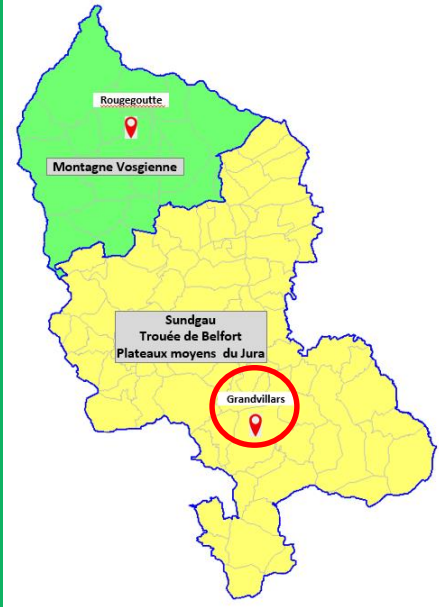 Rougegoutte
Montagne Vosgienne
Sundgau
Trouée de Belfort
Plateaux moyens du Jura
Grandvillars